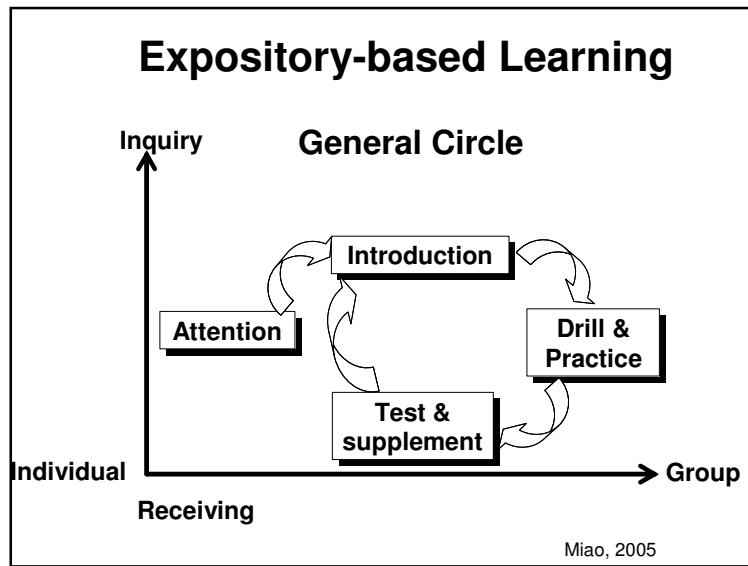 Expository-based Learning
Inquiry
General Circle
Introduction
Attention
Drill &
Practice
Test &
supplement
Individual
Group
Receiving
Miao, 2005